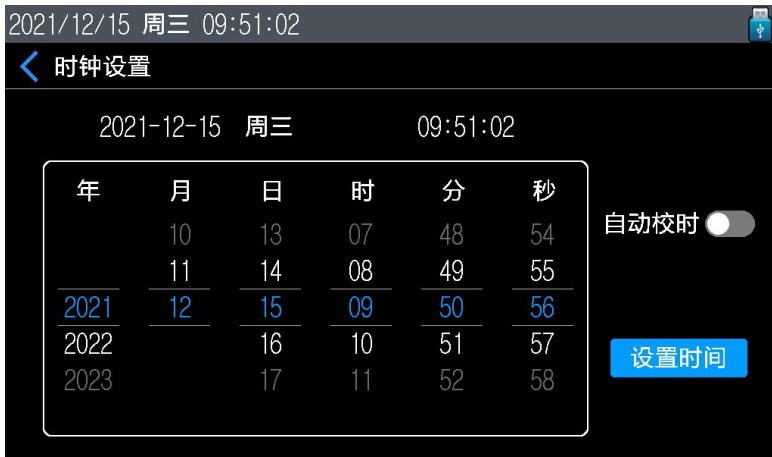 2021/12/15 周三 09:51:02
时钟设置
2021-12-15 周三 09:51:02
年 月 日 时 分 秒
10 13 07 48 54
自动校时
11 14 08 49 55
2021 12 15 09 50 56
2022 16 10 51 57
设置时间
2023 17 11 52 58